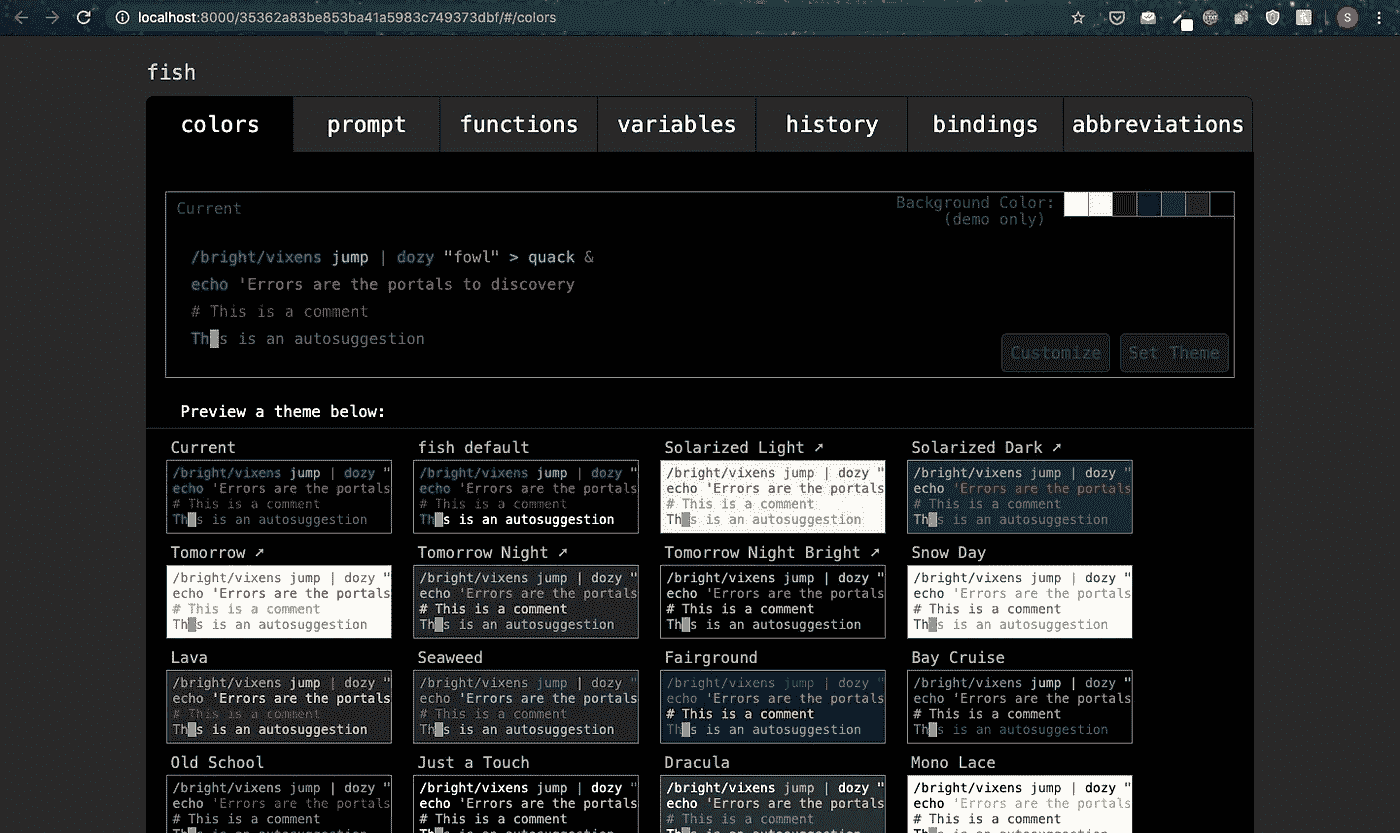 localhost:8000/35362a83be853ba41a5983c749373dbf/#/colors
S
fish
colors prompt functions variables history bindings abbreviations
Current Background Color:
(demo only)
/bright/vixens jump | dozy "fowl" > quack &
echo 'Errors are the portals to discovery
# This is a comment
Th s is an autosuggestion
Customize Set Theme
Preview a theme below:
Current fish default Solarized Light ↗ Solarized Dark ↗
/bright/vixens jump | dozy " /bright/vixens jump | dozy " /bright/vixens jump | dozy " /bright/vixens jump | dozy "
echo 'Errors are the portals echo 'Errors are the portals echo 'Errors are the portals echo 'Errors are the portals
# This is a comment # This is a comment # This is a comment # This is a comment
Th s is an autosuggestion Th s is an autosuggestion Th s is an autosuggestion Th s is an autosuggestion
Tomorrow ↗ Tomorrow Night ↗ Tomorrow Night Bright ↗ Snow Day
/bright/vixens jump | dozy " /bright/vixens jump | dozy " /bright/vixens jump | dozy " /bright/vixens jump | dozy "
echo 'Errors are the portals echo 'Errors are the portals echo 'Errors are the portals echo 'Errors are the portals
# This is a comment # This is a comment # This is a comment # This is a comment
Th s is an autosuggestion Th s is an autosuggestion Th s is an autosuggestion Th s is an autosuggestion
Lava Seaweed Fairground Bay Cruise
/bright/vixens jump | dozy " /bright/vixens jump | dozy " /bright/vixens jump | dozy " /bright/vixens jump | dozy "
echo 'Errors are the portals echo 'Errors are the portals echo 'Errors are the portals echo 'Errors are the portals
# This is a comment # This is a comment # This is a comment # This is a comment
Th s is an autosuggestion Th s is an autosuggestion Th s is an autosuggestion Th s is an autosuggestion
Old School Just a Touch Dracula Mono Lace
/bright/vixens jump | dozy " /bright/vixens jump | dozy " /bright/vixens jump | dozy " /bright/vixens jump | dozy "
echo 'Errors are the portals echo 'Errors are the portals echo 'Errors are the portals echo 'Errors are the portals
# This is a comment # This is a comment # This is a comment # This is a comment